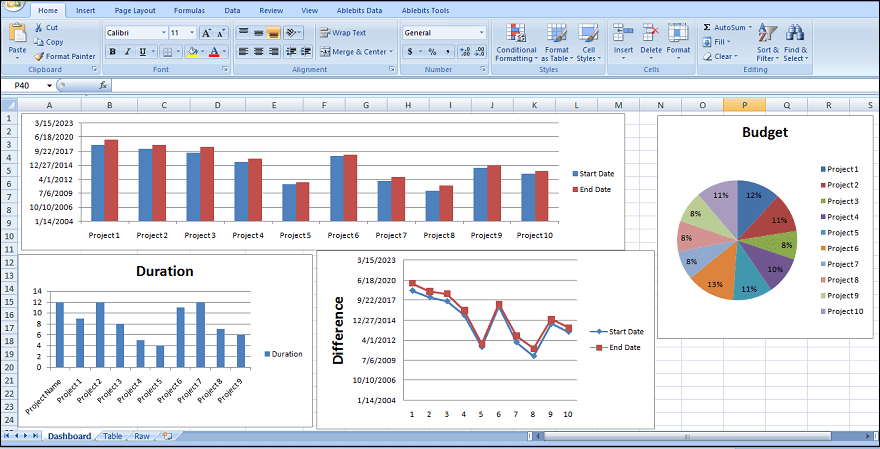 Home Insert Page Layout Formulas Data Review View Ablebits Data Ablebits Tools
Paste
Cut
Copy
Format Painter
Clipboard
Calibri 11 A A
B I U A
Font
Wrap Text
Merge & Center
Alignment
General
$ % , .0 .00 .00 .0
Number
Conditional Formatting
Format as Table
Cell Styles
Styles
Insert Delete Format
Cells
Σ AutoSum
Fill
Clear
Sort & Filter
Find & Select
Editing
P40 fx
A B C D E F G H I J K L M N O P Q R S
1
2
3
4
5
6
7
8
9
10
11
12
13
14
15
16
17
18
19
20
21
22
23
24
3/15/2023
6/18/2020
9/22/2017
12/27/2014
4/1/2012
7/6/2009
10/10/2006
1/14/2004
Project1 Project2 Project3 Project4 Project5 Project6 Project7 Project8 Project9 Project10
Start Date
End Date
Budget
12%
11%
8%
10%
11%
13%
8%
8%
8%
11%
Project1
Project2
Project3
Project4
Project5
Project6
Project7
Project8
Project9
Project10
Duration
14
12
10
8
6
4
2
0
Project Name Project1 Project2 Project3 Project4 Project5 Project6 Project7 Project8 Project9
Duration
Difference
3/15/2023
6/18/2020
9/22/2017
12/27/2014
4/1/2012
7/6/2009
10/10/2006
1/14/2004
1 2 3 4 5 6 7 8 9 10
Start Date
End Date
Dashboard Table Raw